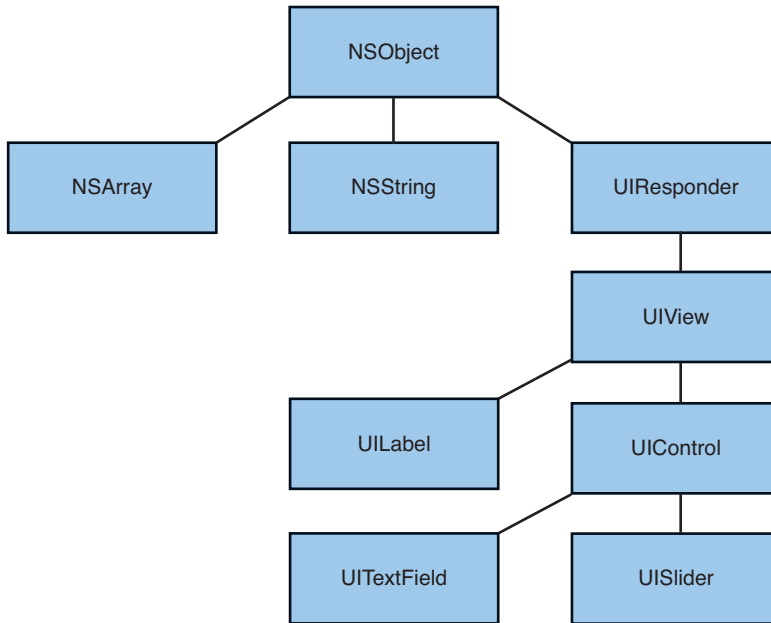 NSObject
NSArray
NSString
UIResponder
UIView
UILabel
UIControl
UITextField
UISlider